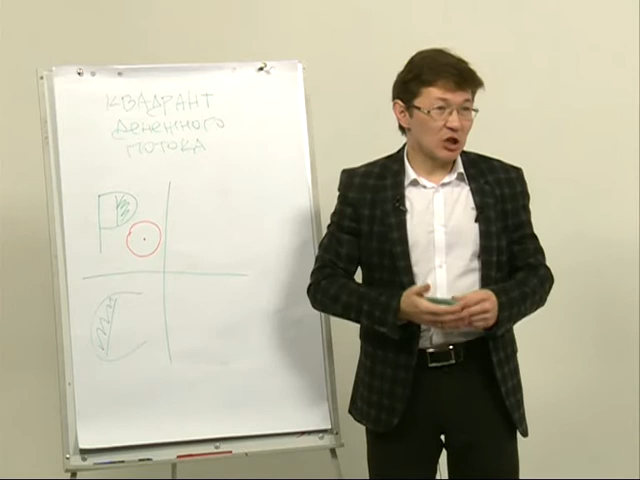 КВАДРАНТ
Денежного
ПОТОКА
Р
С